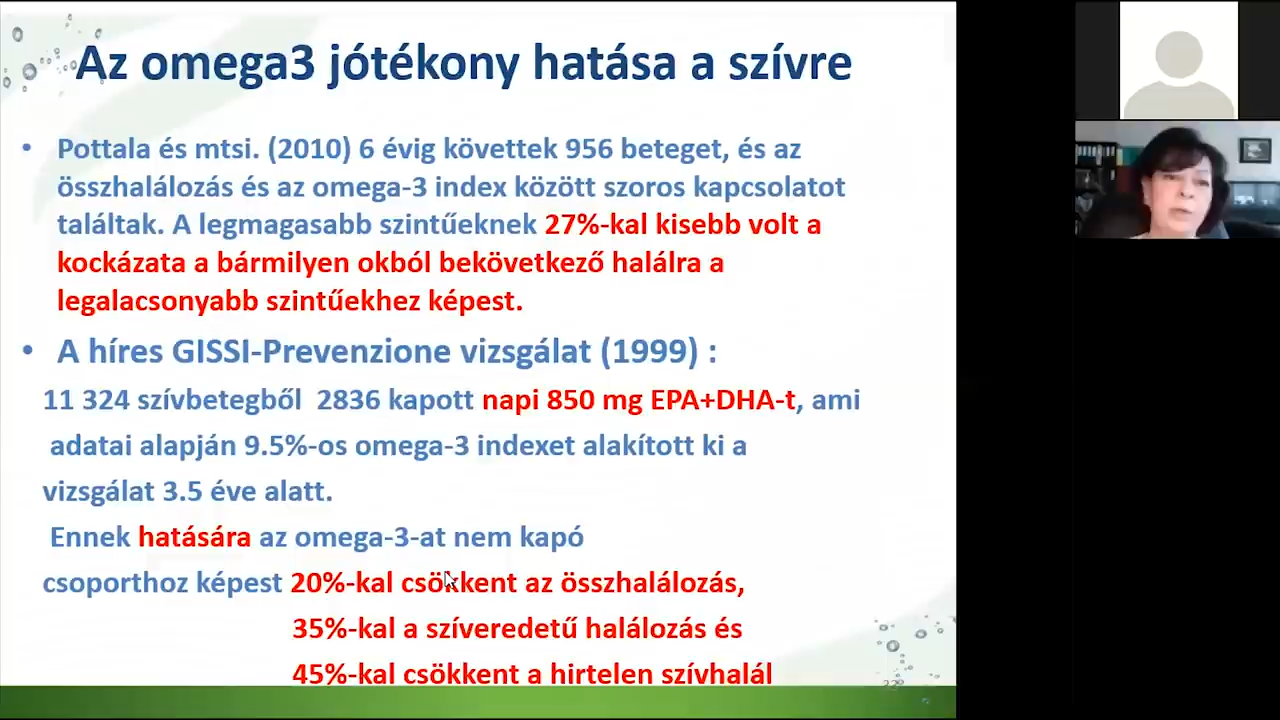 Az omega3 jótékony hatása a szívre
• Pottala és mtsi. (2010) 6 évig követtek 956 beteget, és az
összhalálozás és az omega-3 index között szoros kapcsolatot
találtak. A legmagasabb szintűeknek 27%-kal kisebb volt a
kockázata a bármilyen okból bekövetkező halálra a
legalacsonyabb szintűekhez képest.
• A híres GISSI-Prevenzione vizsgálat (1999) :
11 324 szívbetegből 2836 kapott napi 850 mg EPA+DHA-t, ami
adatai alapján 9.5%-os omega-3 indexet alakított ki a
vizsgálat 3.5 éve alatt.
Ennek hatására az omega-3-at nem kapó
csoporthoz képest 20%-kal csökkent az összhalálozás,
35%-kal a szíveredetű halálozás és
45%-kal csökkent a hirtelen szívhalál